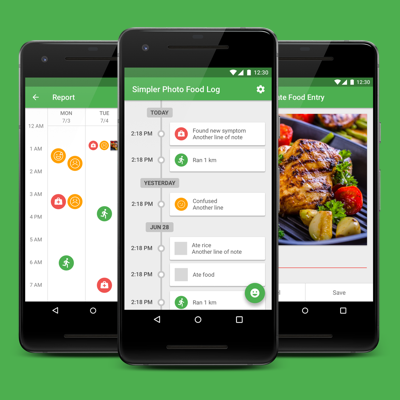 12:30
Report
MON
7/3
TUE
7/4
12 AM
1 AM
2 AM
3 AM
4 PM
5 AM
6 AM
7 AM
12:30
Simpler Photo Food Log
TODAY
2:18 PM
Found new symptom
Another line of note
2:18 PM
Ran 1 km
YESTERDAY
2:18 PM
Confused
Another line
JUN 28
2:18 PM
Ate rice
Another line of note
2:18 PM
Ate food
2:18 PM
Ran 1 km
12:30
te Food Entry
Save